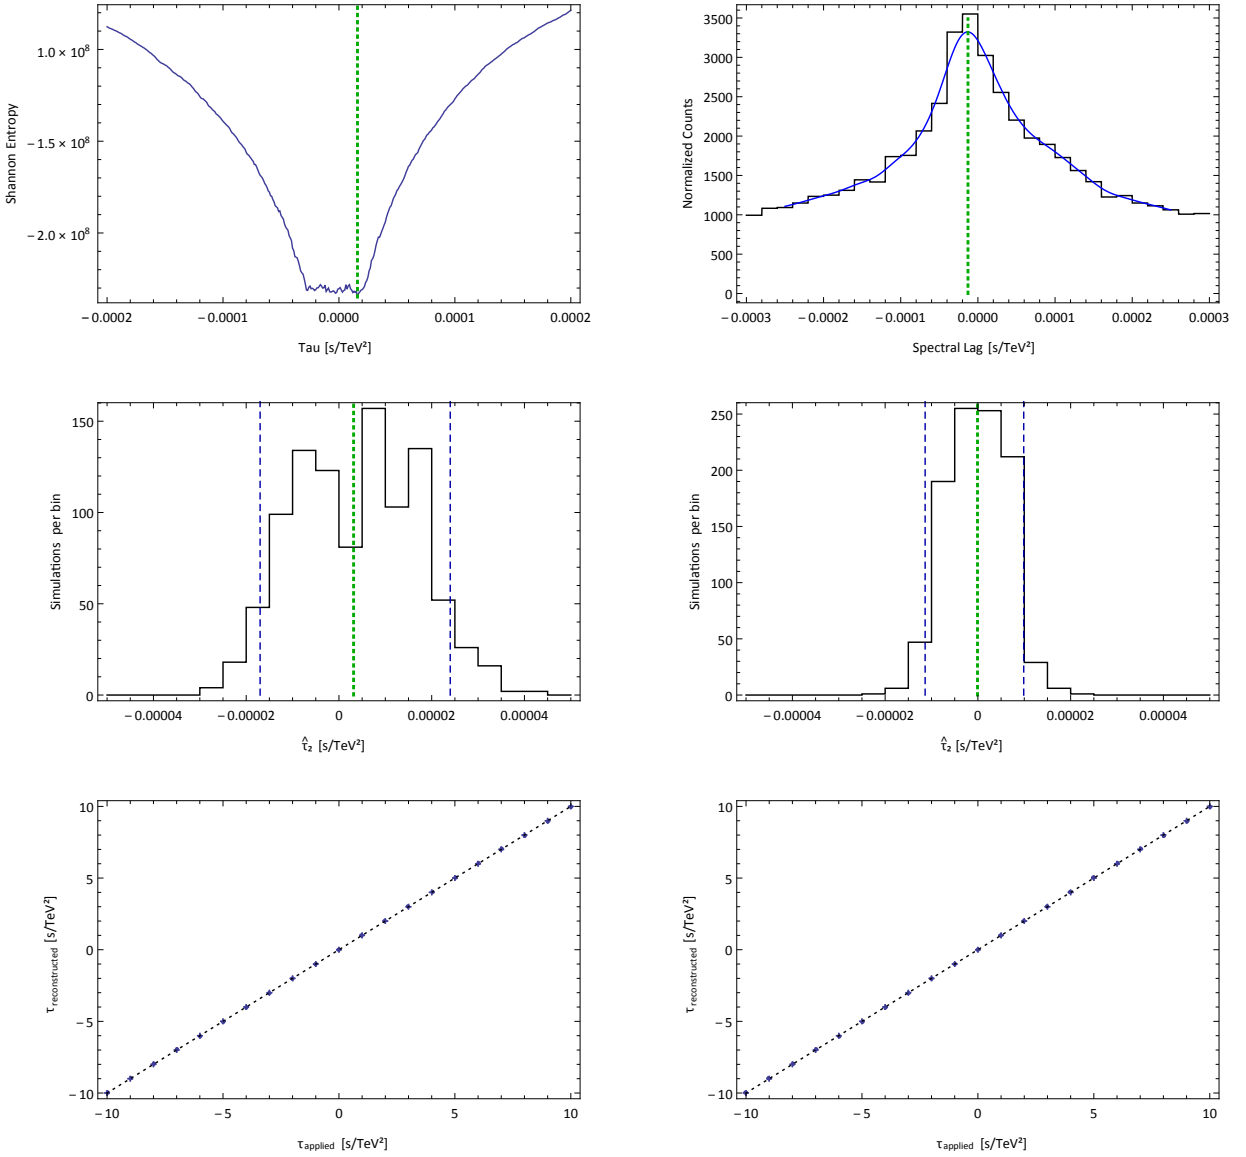 1.0 × 10⁸
−1.5 × 10⁸
−2.0 × 10⁸
Shannon Entropy
−0.0002 −0.0001 0.0000 0.0001 0.0002
Tau [s/TeV²]
3500
3000
2500
2000
1500
1000
500
0
Normalized Counts
−0.0003 −0.0002 −0.0001 0.0000 0.0001 0.0002 0.0003
Spectral Lag [s/TeV²]
150
100
50
0
Simulations per bin
−0.00004 −0.00002 0 0.00002 0.00004
τ̂₂ [s/TeV²]
250
200
150
100
50
0
Simulations per bin
−0.00004 −0.00002 0 0.00002 0.00004
τ̂₂ [s/TeV²]
10
5
0
−5
−10
τreconstructed [s/TeV²]
−10 −5 0 5 10
τapplied [s/TeV²]
10
5
0
−5
−10
τreconstructed [s/TeV²]
−10 −5 0 5 10
τapplied [s/TeV²]